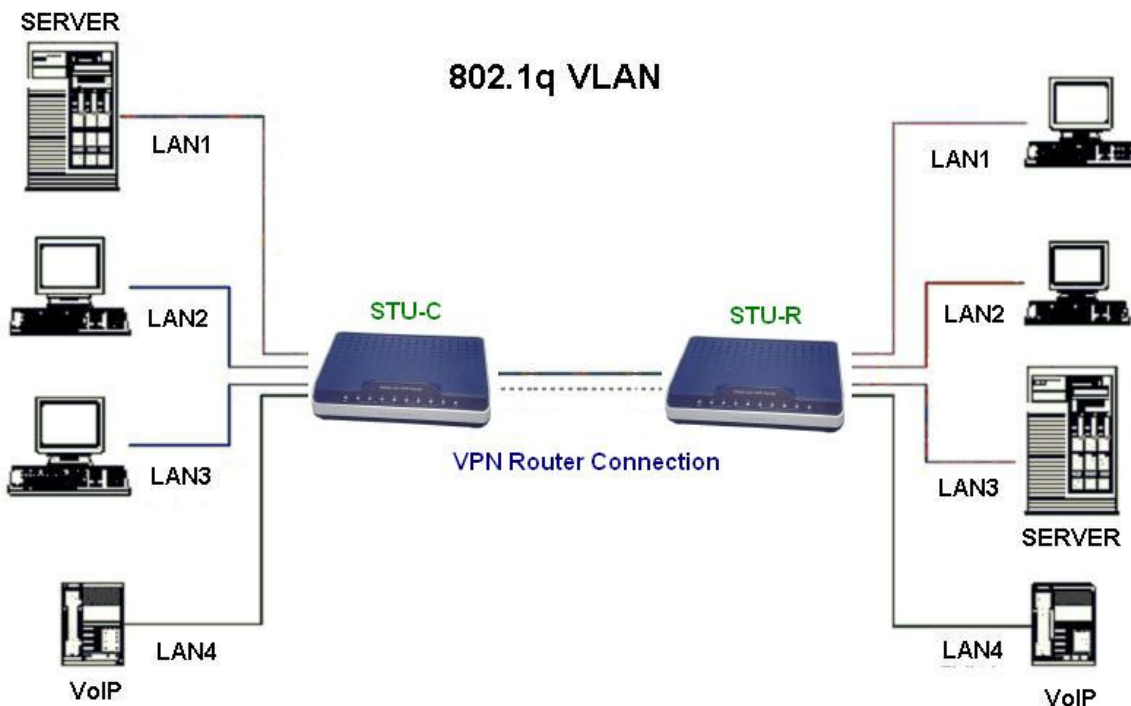 SERVER
802.1q VLAN
LAN1
LAN1
LAN2
LAN2
STU-C
STU-R
VPN Router Connection
LAN3
LAN3
SERVER
LAN4
LAN4
VoIP
VoIP